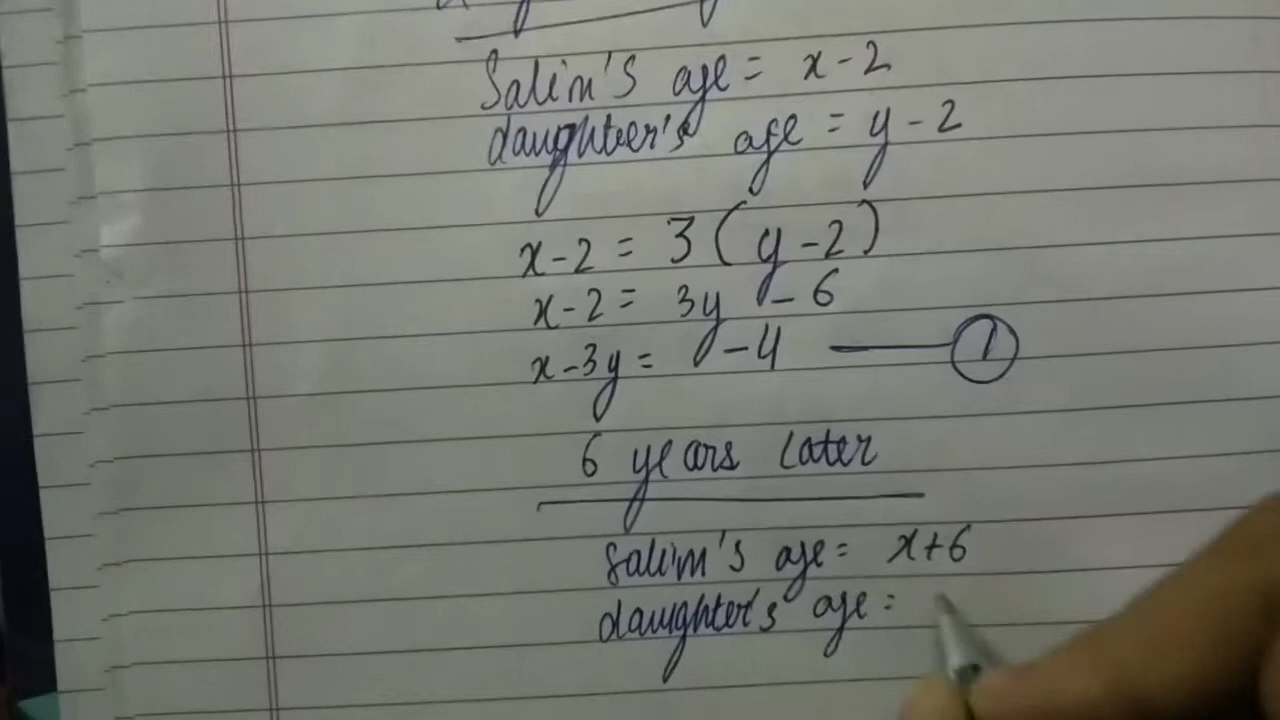 Salim's age = x - 2
daughter's age = y - 2
x - 2 = 3 (y - 2)
x - 2 = 3y - 6
x - 3y = - 4 ——— ①
6 years later
Salim's age = x + 6
daughter's age =